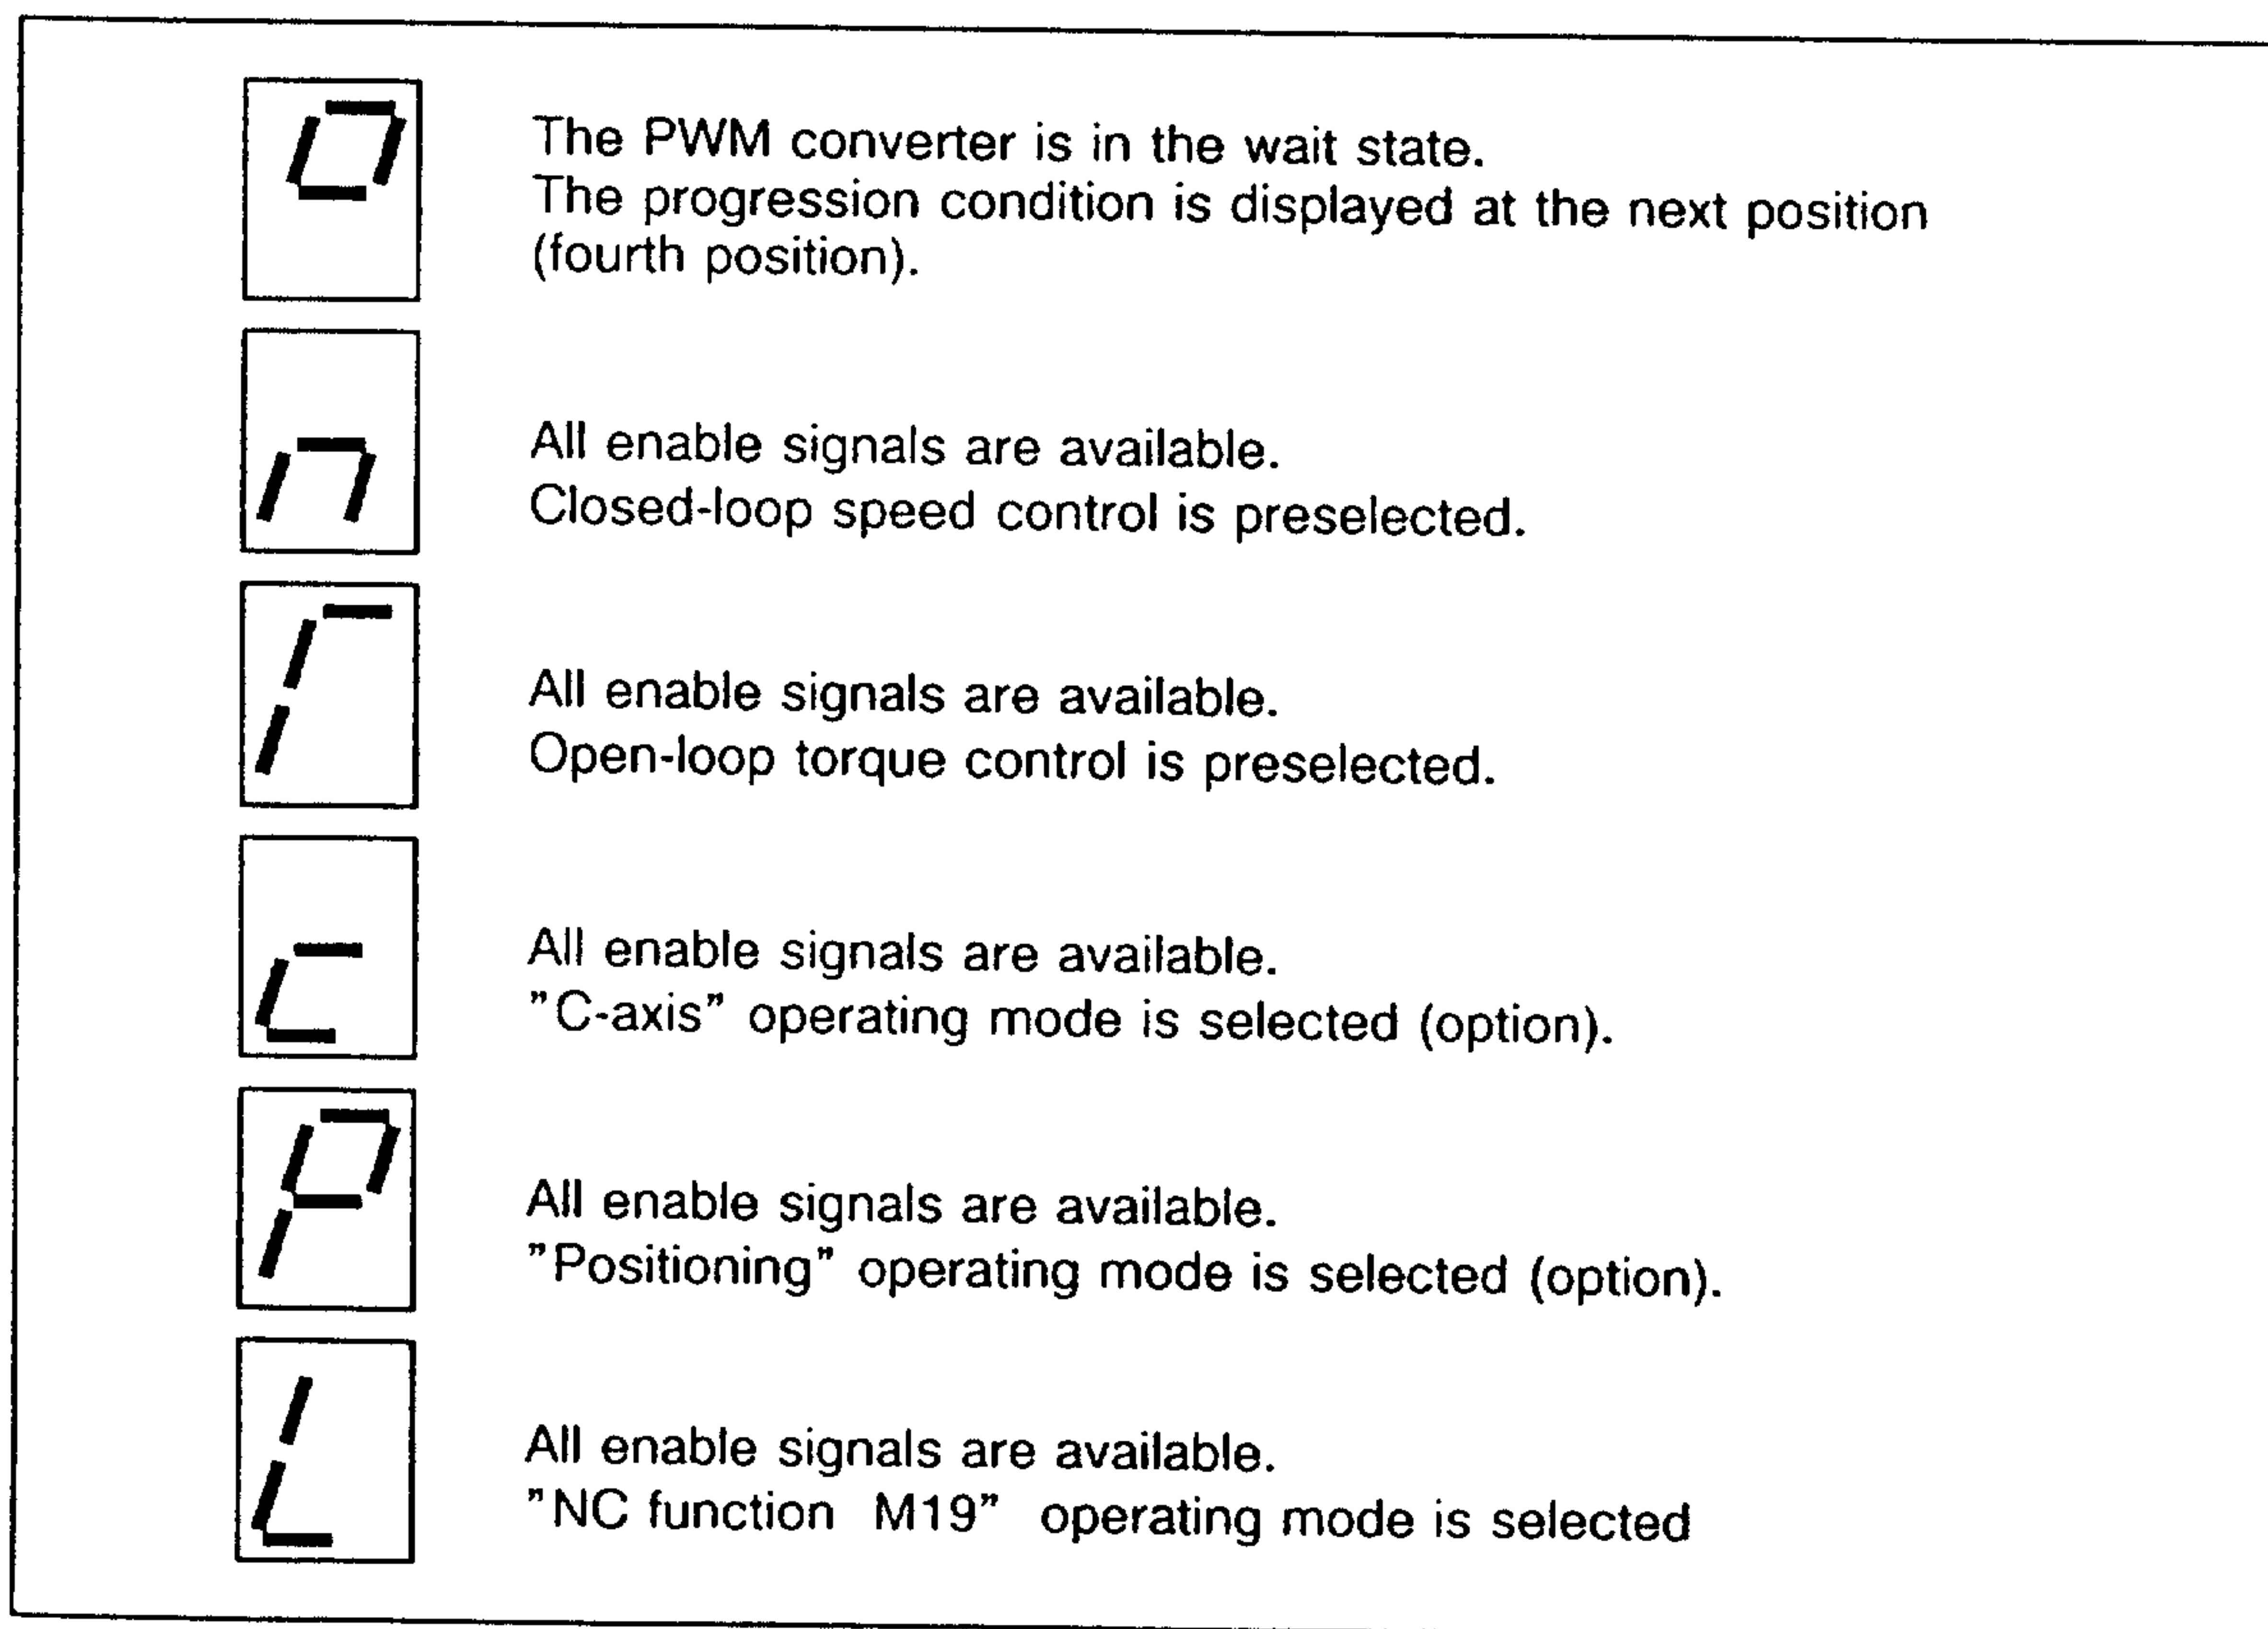 The PWM converter is in the wait state.
The progression condition is displayed at the next position
(fourth position).
n
All enable signals are available.
Closed-loop speed control is preselected.
All enable signals are available.
Open-loop torque control is preselected.
c
All enable signals are available.
"C-axis" operating mode is selected (option).
P
All enable signals are available.
"Positioning" operating mode is selected (option).
L
All enable signals are available.
"NC function M19" operating mode is selected